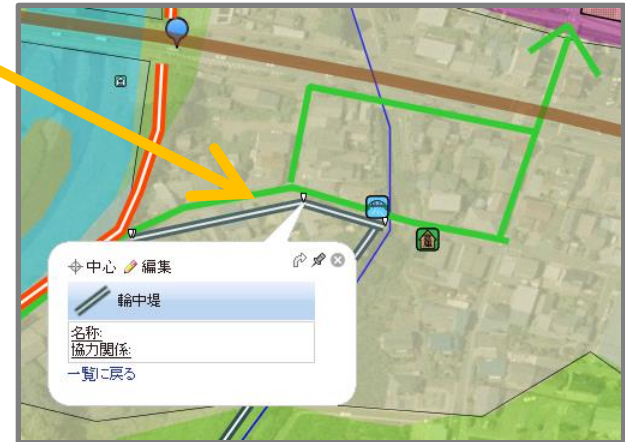 中心 編集
輪中堤
名称:
協力関係:
一覧に戻る